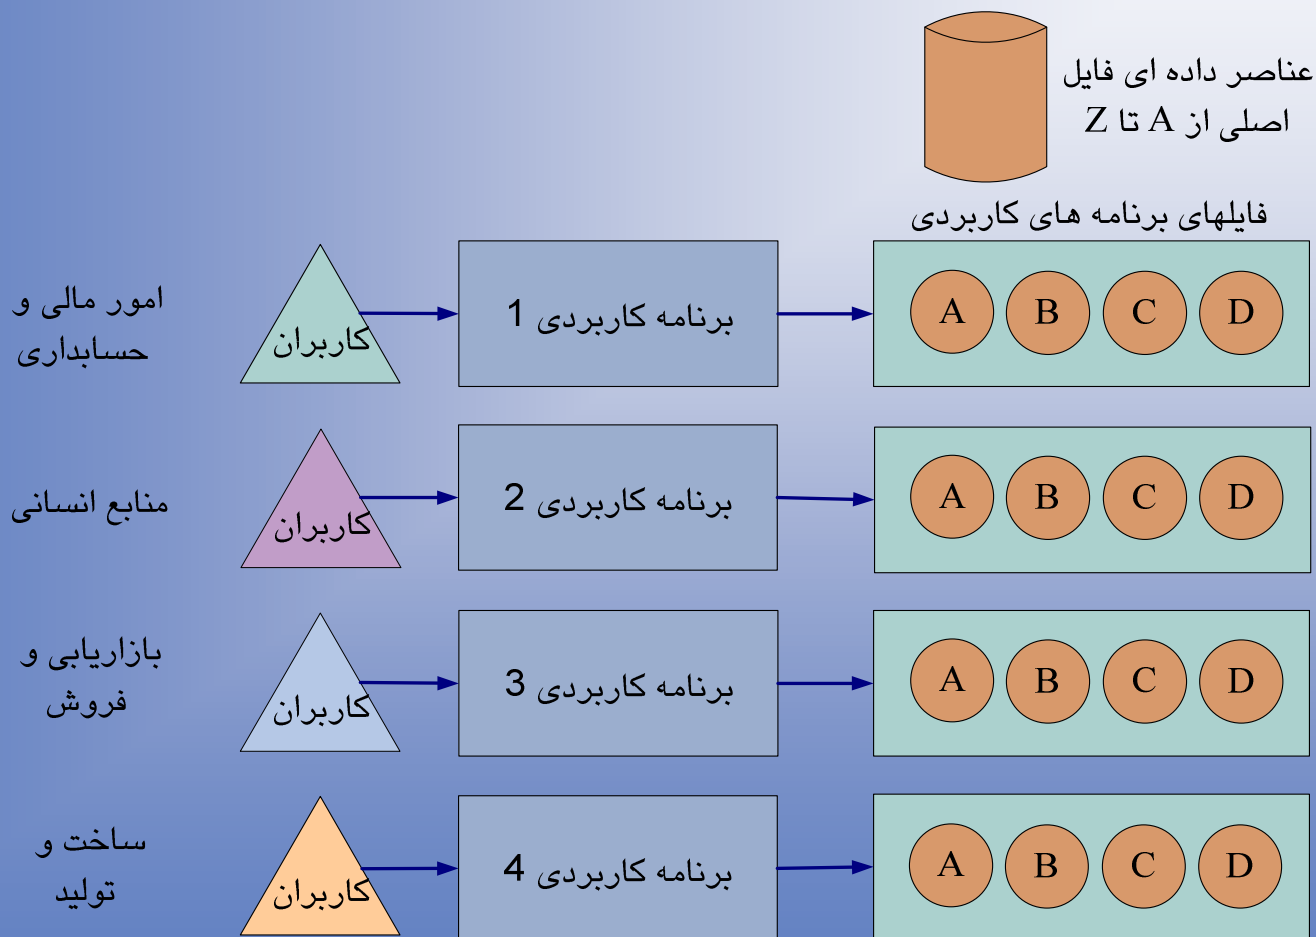 عناصر داده ای فایل
اصلی از A تا Z
فایلهای برنامه های کاربردی
امور مالی و
حسابداری
کاربران
برنامه کاربردی 1
A B C D
منابع انسانی
کاربران
برنامه کاربردی 2
A B C D
بازاریابی و
فروش
کاربران
برنامه کاربردی 3
A B C D
ساخت و
تولید
کاربران
برنامه کاربردی 4
A B C D